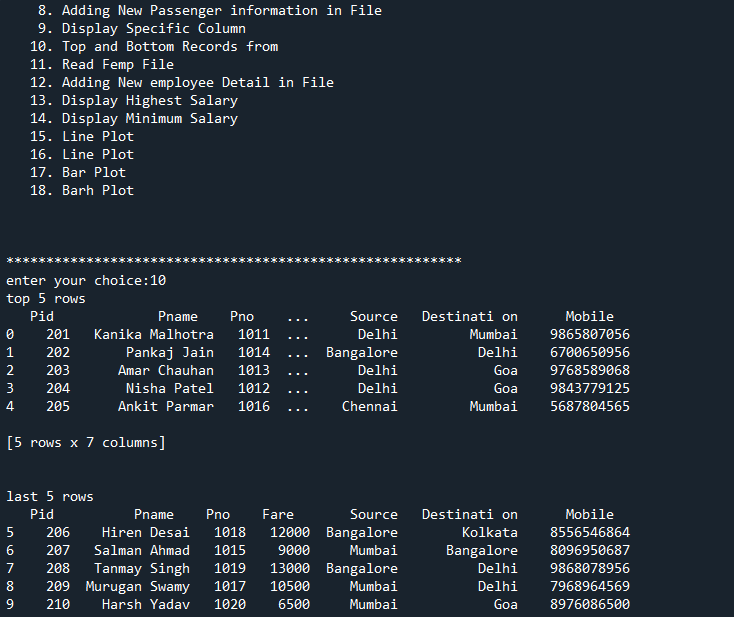 8. Adding New Passenger information in File
9. Display Specific Column
10. Top and Bottom Records from
11. Read Femp File
12. Adding New employee Detail in File
13. Display Highest Salary
14. Display Minimum Salary
15. Line Plot
16. Line Plot
17. Bar Plot
18. Barh Plot
*********************************************************
enter your choice:10
top 5 rows
Pid Pname Pno ... Source Destinati on Mobile
0 201 Kanika Malhotra 1011 ... Delhi Mumbai 9865807056
1 202 Pankaj Jain 1014 ... Bangalore Delhi 6700650956
2 203 Amar Chauhan 1013 ... Delhi Goa 9768589068
3 204 Nisha Patel 1012 ... Delhi Goa 9843779125
4 205 Ankit Parmar 1016 ... Chennai Mumbai 5687804565
[5 rows x 7 columns]
last 5 rows
Pid Pname Pno Fare Source Destinati on Mobile
5 206 Hiren Desai 1018 12000 Bangalore Kolkata 8556546864
6 207 Salman Ahmad 1015 9000 Mumbai Bangalore 8096950687
7 208 Tanmay Singh 1019 13000 Bangalore Delhi 9868078956
8 209 Murugan Swamy 1017 10500 Mumbai Delhi 7968964569
9 210 Harsh Yadav 1020 6500 Mumbai Goa 8976086500